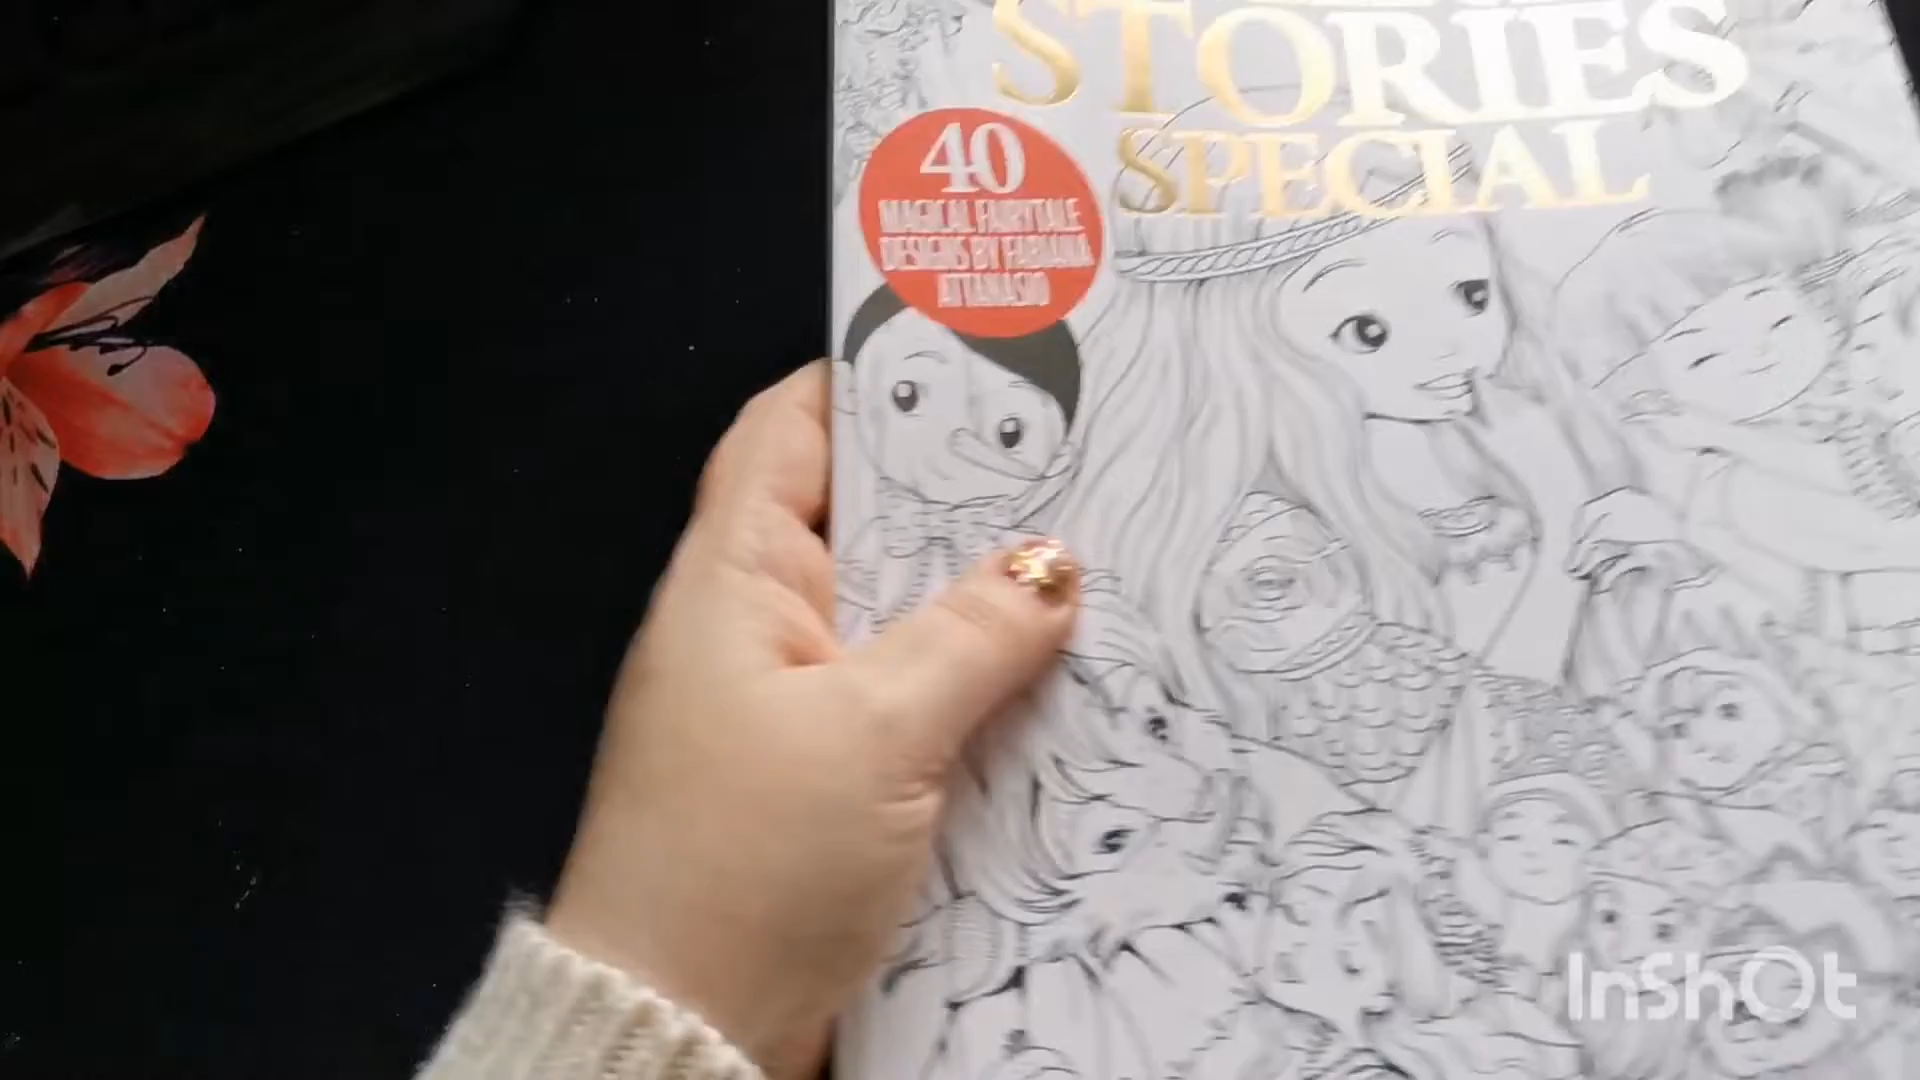 STORIES
SPECIAL
40
MAGICAL FAIRYTALE
DESIGNS BY FABIANA
ATTANASIO
InShOt